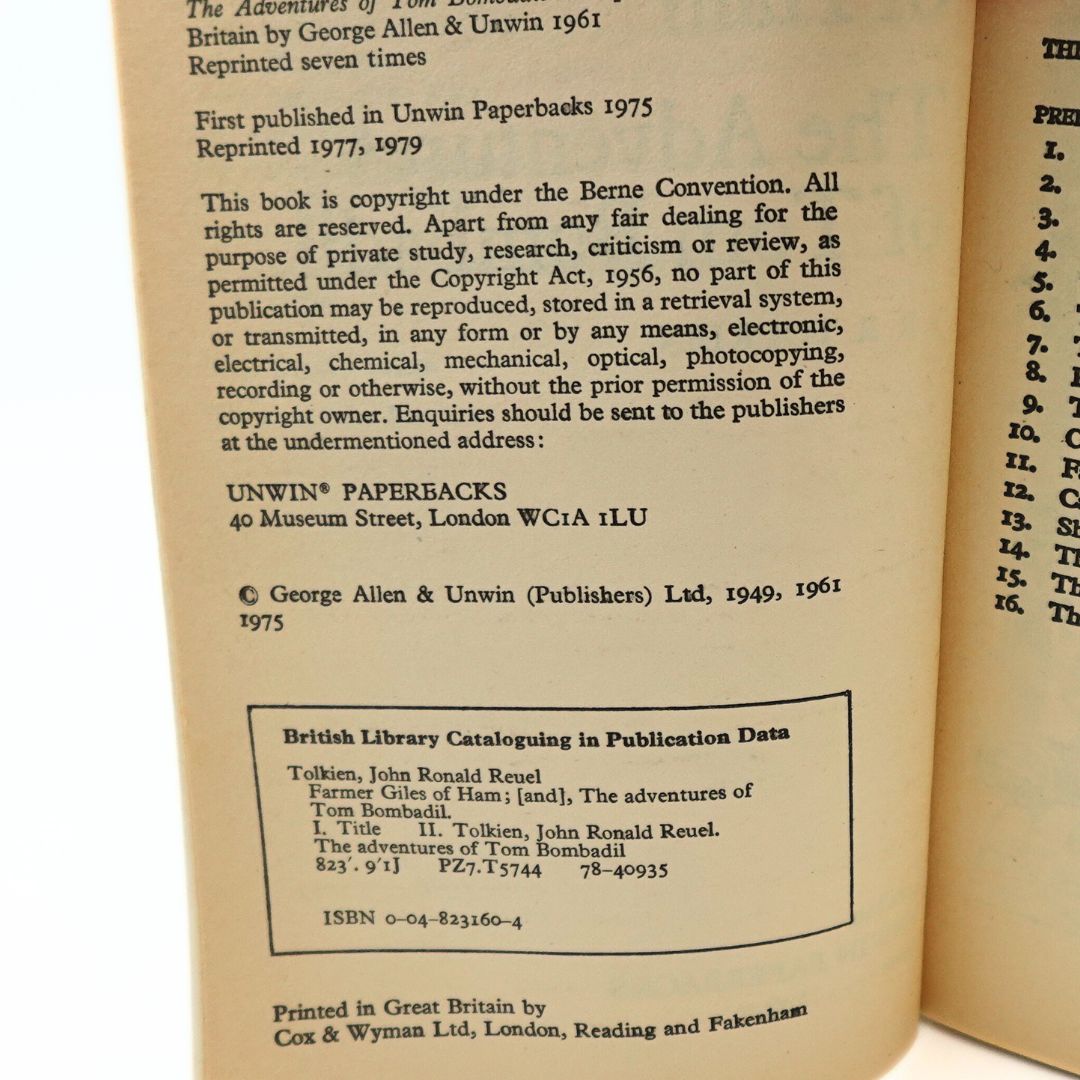 The Adventures of Tom Bombadil
Britain by George Allen & Unwin 1961
Reprinted seven times
First published in Unwin Paperbacks 1975
Reprinted 1977, 1979
This book is copyright under the Berne Convention. All
rights are reserved. Apart from any fair dealing for the
purpose of private study, research, criticism or review, as
permitted under the Copyright Act, 1956, no part of this
publication may be reproduced, stored in a retrieval system,
or transmitted, in any form or by any means, electronic,
electrical, chemical, mechanical, optical, photocopying,
recording or otherwise, without the prior permission of the
copyright owner. Enquiries should be sent to the publishers
at the undermentioned address:
UNWIN® PAPERBACKS
40 Museum Street, London WC1A 1LU
© George Allen & Unwin (Publishers) Ltd, 1949, 1961
1975
British Library Cataloguing in Publication Data
Tolkien, John Ronald Reuel
Farmer Giles of Ham; [and], The adventures of
Tom Bombadil.
I. Title II. Tolkien, John Ronald Reuel.
The adventures of Tom Bombadil
823'. 9'1J PZ7.T5744 78-40935
ISBN 0-04-823160-4
Printed in Great Britain by
Cox & Wyman Ltd, London, Reading and Fakenham
1.
2.
3.
4.
5.
6.
7.
8.
9.
10.
11.
12.
13.
14.
15.
16.